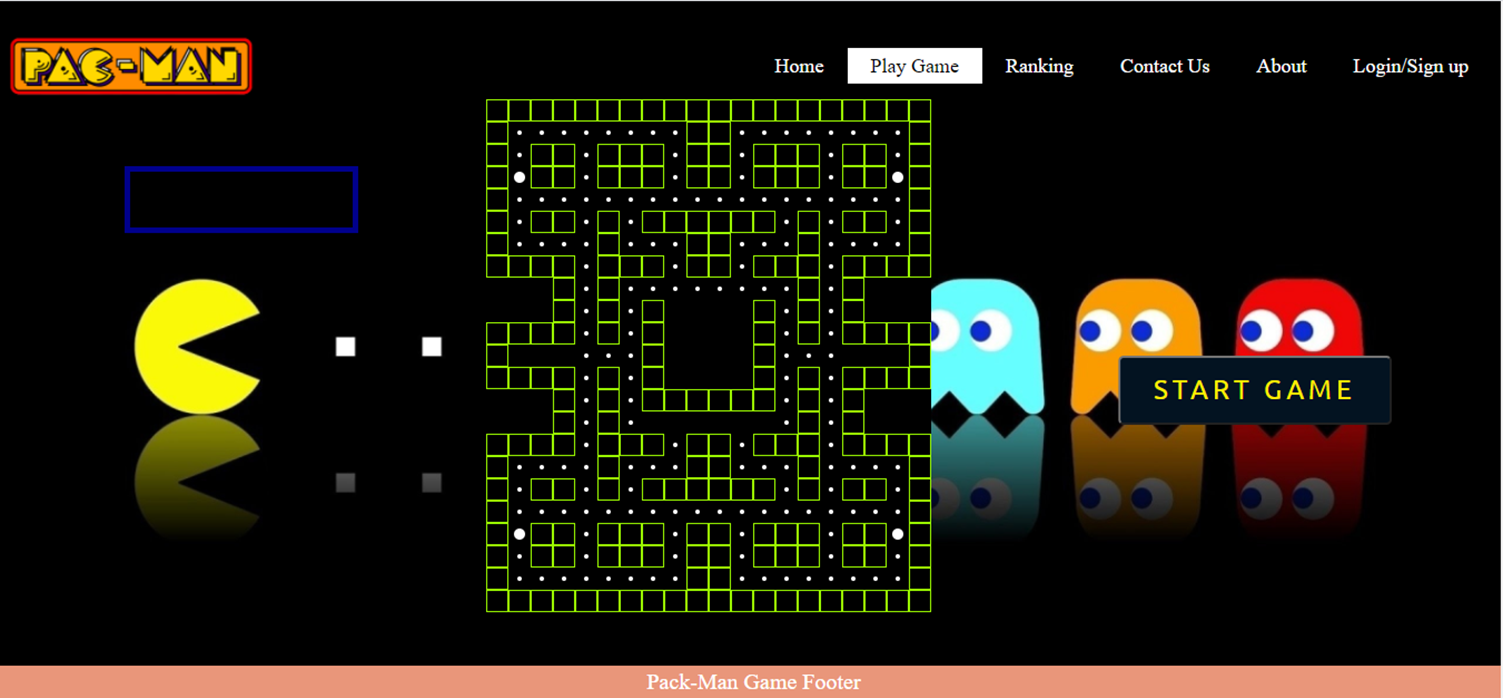 PAC-MAN
Home Play Game Ranking Contact Us About Login/Sign up
START GAME
Pack-Man Game Footer